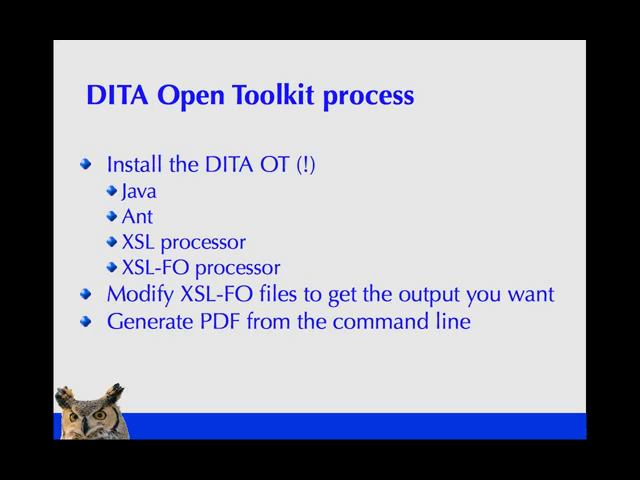 DITA Open Toolkit process
Install the DITA OT (!)
Java
Ant
XSL processor
XSL-FO processor
Modify XSL-FO files to get the output you want
Generate PDF from the command line